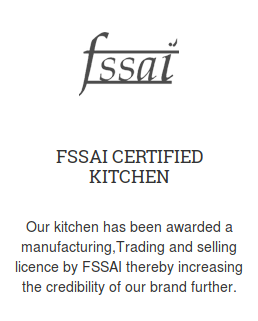 fssai
FSSAI CERTIFIED
KITCHEN
Our kitchen has been awarded a
manufacturing,Trading and selling
licence by FSSAI thereby increasing
the credibility of our brand further.